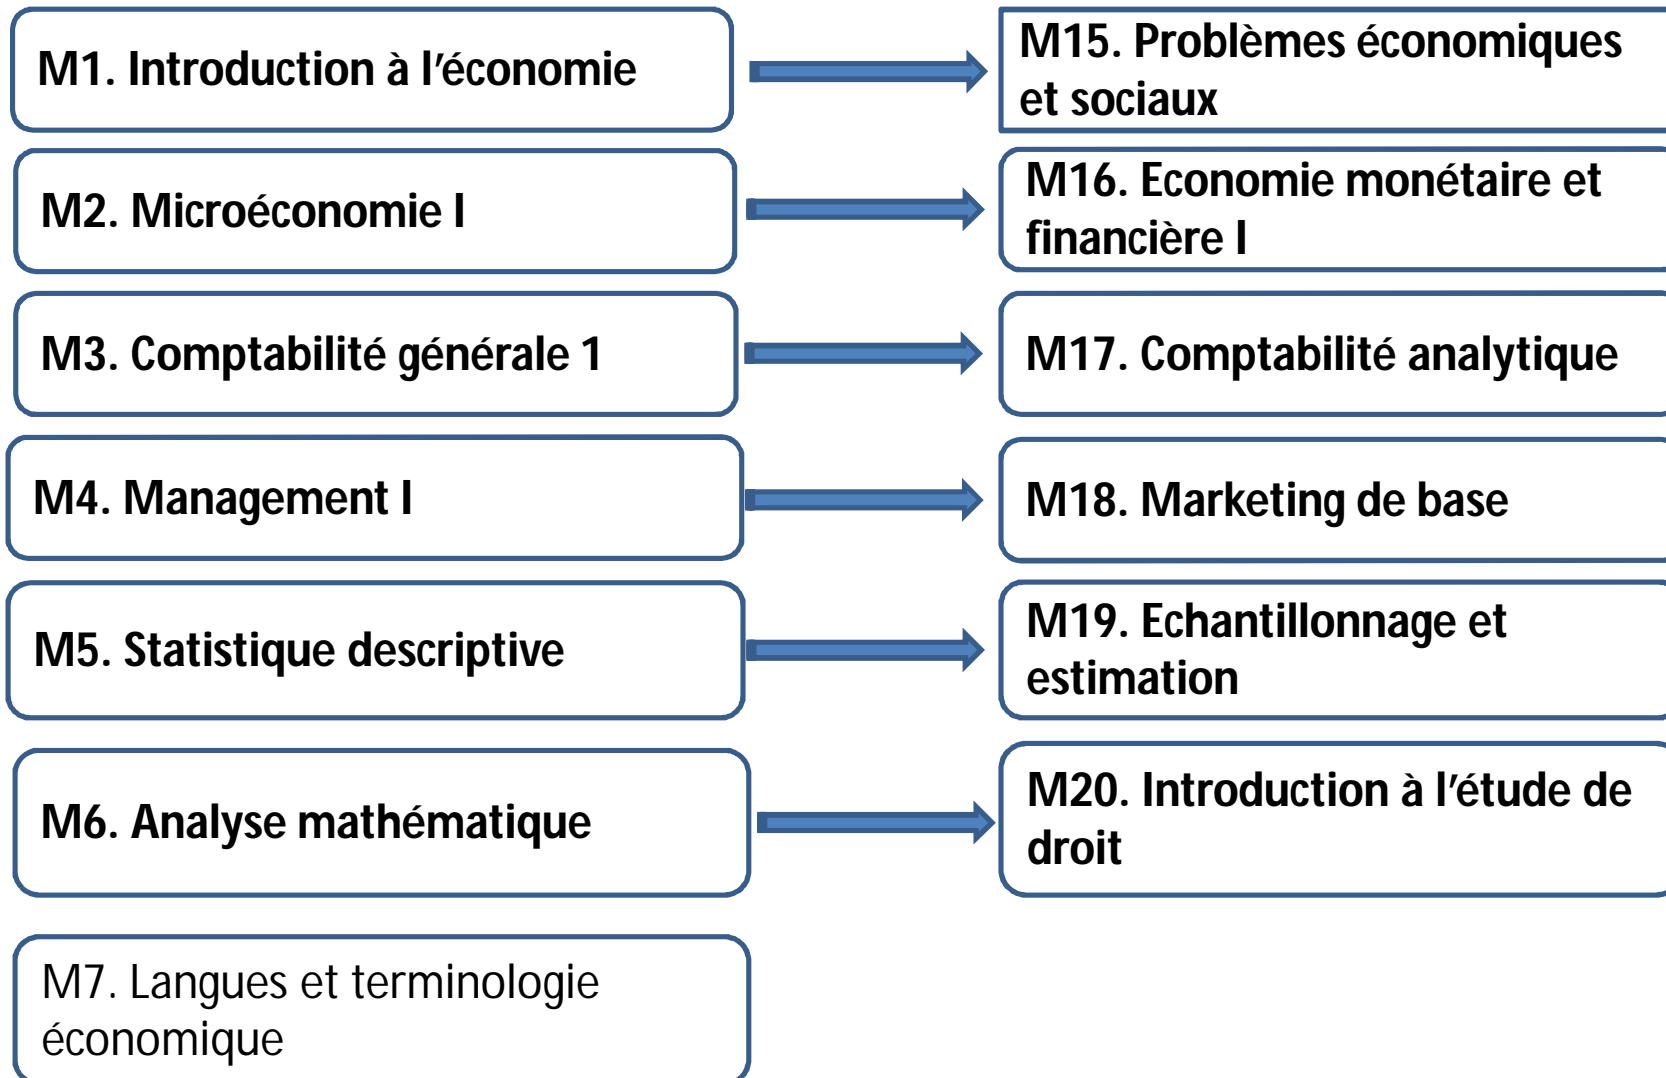 M1. Introduction à l’économie
M15. Problèmes économiques
et sociaux
M2. Microéconomie I
M16. Economie monétaire et
financière I
M3. Comptabilité générale 1
M17. Comptabilité analytique
M4. Management I
M18. Marketing de base
M5. Statistique descriptive
M19. Echantillonnage et
estimation
M6. Analyse mathématique
M20. Introduction à l’étude de
droit
M7. Langues et terminologie
économique